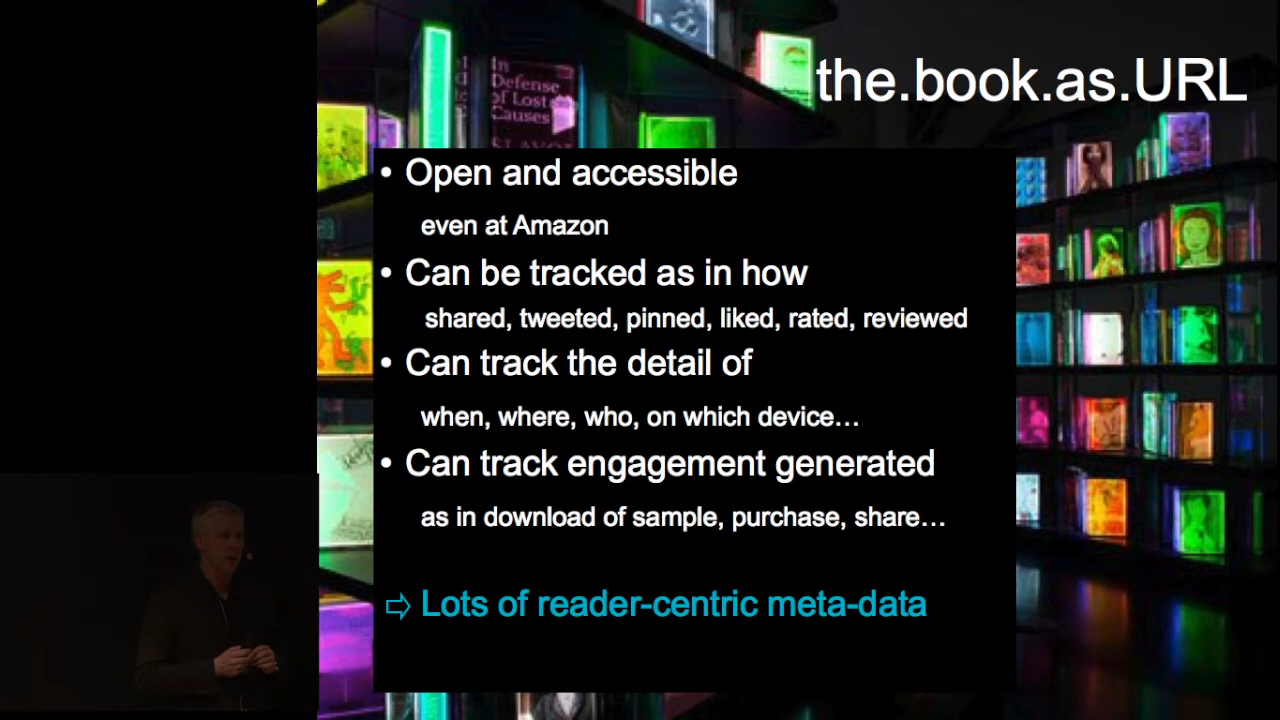 the.book.as.URL
In
Defense
of Lost
Causes
• Open and accessible
even at Amazon
• Can be tracked as in how
shared, tweeted, pinned, liked, rated, reviewed
• Can track the detail of
when, where, who, on which device…
• Can track engagement generated
as in download of sample, purchase, share…
⇨ Lots of reader-centric meta-data